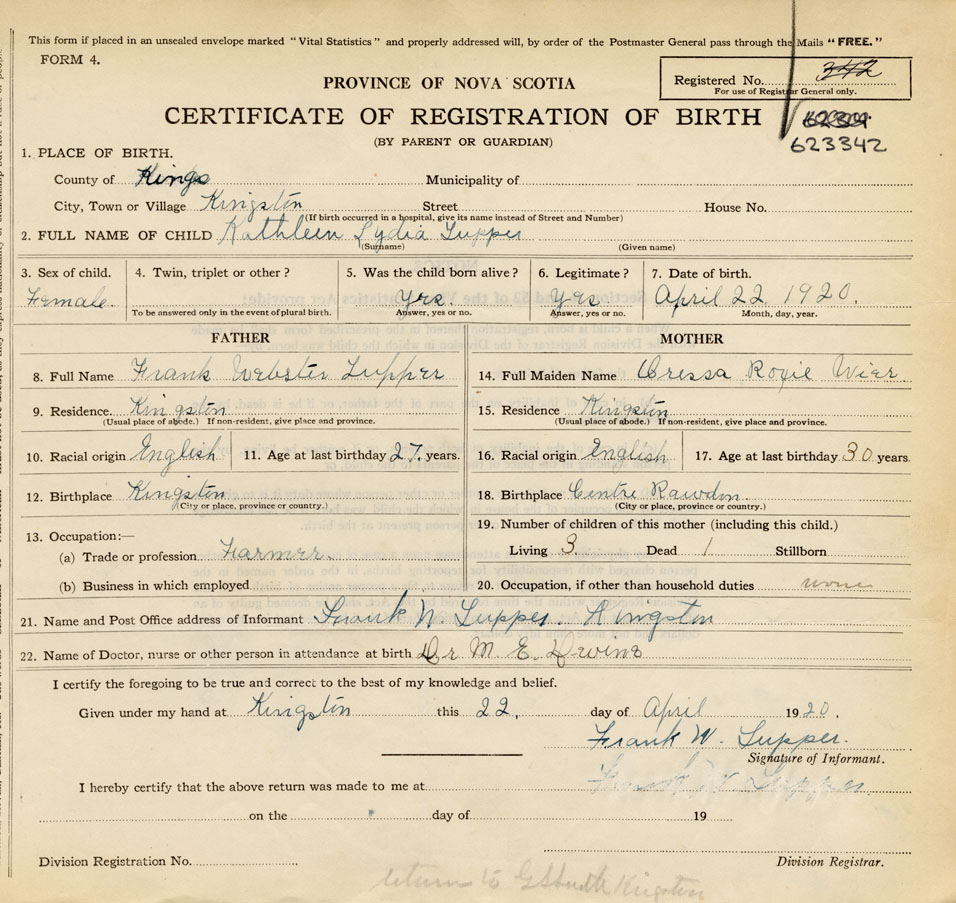 This form if placed in an unsealed envelope marked "Vital Statistics" and properly addressed will, by order of the Postmaster General pass through the Mails "FREE."
FORM 4.
PROVINCE OF NOVA SCOTIA
Registered No. 342
For use of Registrar General only.
CERTIFICATE OF REGISTRATION OF BIRTH
(BY PARENT OR GUARDIAN)
623342
1. PLACE OF BIRTH.
County of Kings Municipality of
City, Town or Village Kingston Street House No.
(If birth occurred in a hospital, give its name instead of Street and Number)
2. FULL NAME OF CHILD Kathleen Lydia Tupper
(Surname) (Given name)
3. Sex of child. 4. Twin, triplet or other? 5. Was the child born alive? 6. Legitimate? 7. Date of birth.
Female. Yes. Yes April 22. 1920.
To be answered only in the event of plural birth. Answer, yes or no. Answer, yes or no. Month, day, year.
FATHER MOTHER
8. Full Name Frank Webster Tupper 14. Full Maiden Name Cressa Roxie Wier.
9. Residence. Kingston 15. Residence Kingston
(Usual place of abode.) If non-resident, give place and province. (Usual place of abode.) If non-resident, give place and province.
10. Racial origin English 11. Age at last birthday 27. years. 16. Racial origin English 17. Age at last birthday 30 years.
12. Birthplace Kingston 18. Birthplace Centre Rawdon.
(City or place, province or country.) (City or place, province or country.)
19. Number of children of this mother (including this child.)
13. Occupation:—
(a) Trade or profession Farmer. Living 3. Dead 1 Stillborn
(b) Business in which employed 20. Occupation, if other than household duties none
21. Name and Post Office address of Informant Frank W. Tupper. Kingston
22. Name of Doctor, nurse or other person in attendance at birth Dr M. E.
I certify the foregoing to be true and correct to the best of my knowledge and belief.
Given under my hand at Kingston this 22, day of April 1920.
Frank W. Tupper.
Signature of Informant.
Frank W Tupper.
I hereby certify that the above return was made to me at
on the day of 19
Division Registration No. Division Registrar.
return to Kingston